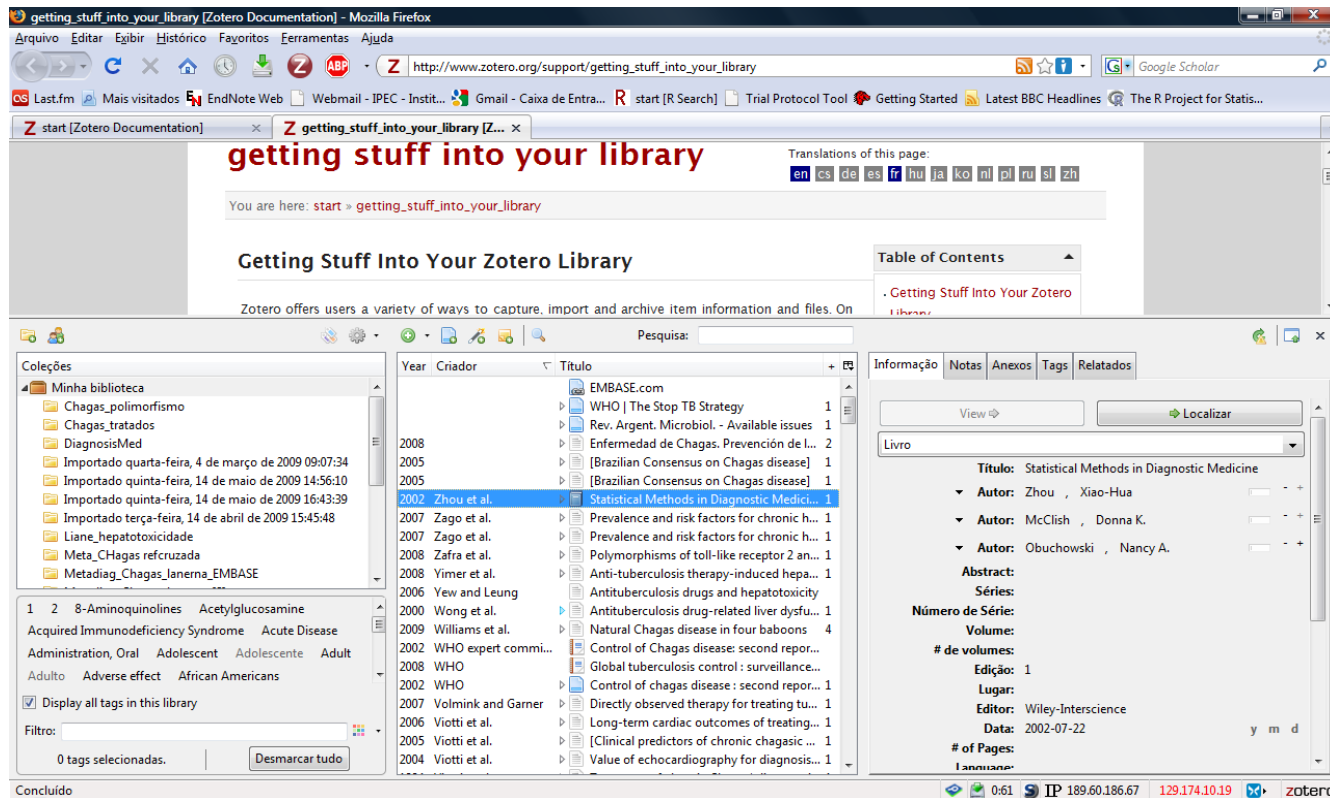 getting_stuff_into_your_library [Zotero Documentation] - Mozilla Firefox
Arquivo Editar Exibir Histórico Favoritos Ferramentas Ajuda
ABP Z http://www.zotero.org/support/getting_stuff_into_your_library Google Scholar
Last.fm Mais visitados EndNote Web Webmail - IPEC - Instit... Gmail - Caixa de Entra... start [R Search] Trial Protocol Tool Getting Started Latest BBC Headlines The R Project for Statis...
Z start [Zotero Documentation] Z getting_stuff_into_your_library [Z...
getting stuff into your library
Translations of this page:
en cs de es fr hu ja ko nl pl ru sl zh
You are here: start » getting_stuff_into_your_library
Getting Stuff Into Your Zotero Library
Table of Contents
Getting Stuff Into Your Zotero
Library
Zotero offers users a variety of ways to capture, import and archive item information and files. On
Pesquisa:
Coleções
Minha biblioteca
Chagas_polimorfismo
Chagas_tratados
DiagnosisMed
Importado quarta-feira, 4 de março de 2009 09:07:34
Importado quinta-feira, 14 de maio de 2009 14:56:10
Importado quinta-feira, 14 de maio de 2009 16:43:39
Importado terça-feira, 14 de abril de 2009 15:45:48
Liane_hepatotoxicidade
Meta_CHagas refcruzada
Metadiag_Chagas_lanerna_EMBASE
1 2 8-Aminoquinolines Acetylglucosamine
Acquired Immunodeficiency Syndrome Acute Disease
Administration, Oral Adolescent Adolescente Adult
Adulto Adverse effect African Americans
Display all tags in this library
Filtro:
0 tags selecionadas. Desmarcar tudo
Year Criador Título +
EMBASE.com
WHO | The Stop TB Strategy 1
Rev. Argent. Microbiol. - Available issues 1
2008 Enfermedad de Chagas. Prevención de l... 2
2005 [Brazilian Consensus on Chagas disease] 1
2005 [Brazilian Consensus on Chagas disease] 1
2002 Zhou et al. Statistical Methods in Diagnostic Medici... 1
2007 Zago et al. Prevalence and risk factors for chronic h... 1
2007 Zago et al. Prevalence and risk factors for chronic h... 1
2008 Zafra et al. Polymorphisms of toll-like receptor 2 an... 1
2008 Yimer et al. Anti-tuberculosis therapy-induced hepa... 1
2006 Yew and Leung Antituberculosis drugs and hepatotoxicity
2000 Wong et al. Antituberculosis drug-related liver dysfu... 1
2009 Williams et al. Natural Chagas disease in four baboons 4
2002 WHO expert commi... Control of Chagas disease: second repor...
2008 WHO Global tuberculosis control : surveillance...
2002 WHO Control of chagas disease : second repor... 1
2007 Volmink and Garner Directly observed therapy for treating tu... 1
2006 Viotti et al. Long-term cardiac outcomes of treating... 1
2005 Viotti et al. [Clinical predictors of chronic chagasic ... 1
2004 Viotti et al. Value of echocardiography for diagnosis... 1
Informação Notas Anexos Tags Relatados
View Localizar
Livro
Título: Statistical Methods in Diagnostic Medicine
Autor: Zhou , Xiao-Hua - +
Autor: McClish , Donna K. - +
Autor: Obuchowski , Nancy A. - +
Abstract:
Séries:
Número de Série:
Volume:
# de volumes:
Edição: 1
Lugar:
Editor: Wiley-Interscience
Data: 2002-07-22 y m d
# of Pages:
Language:
Concluído 0:61 IP 189.60.186.67 129.174.10.19 zotero